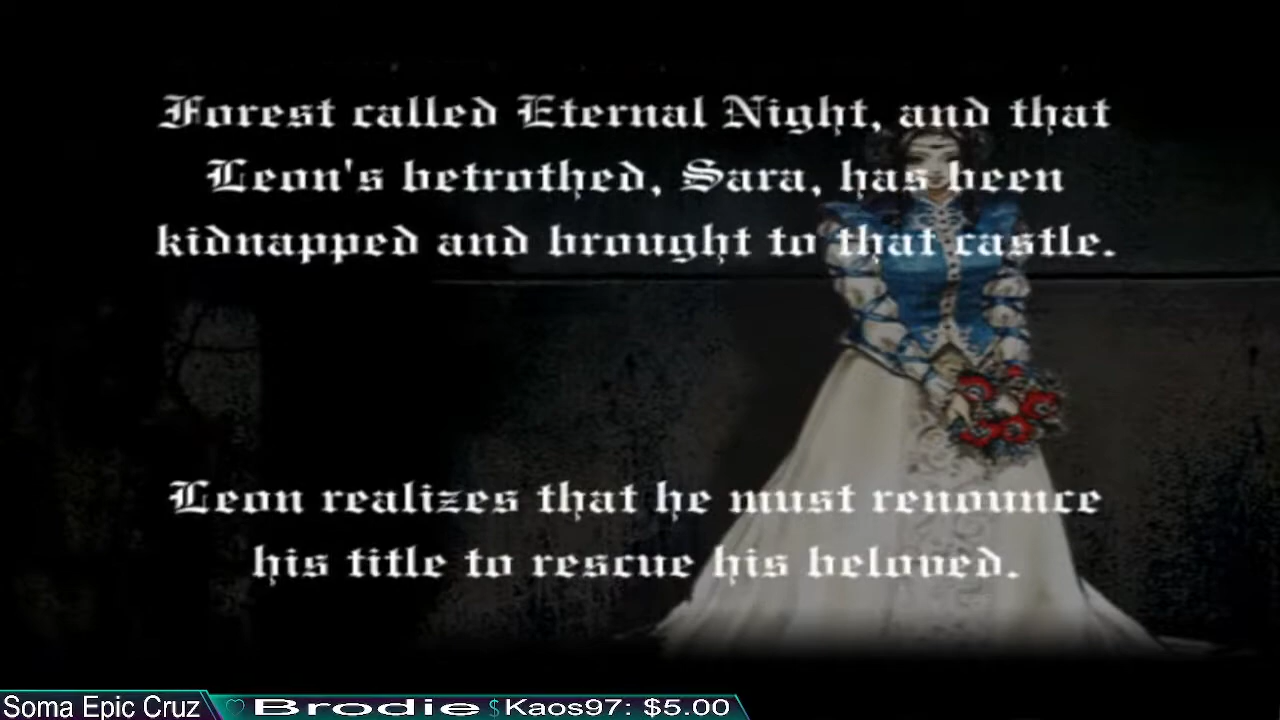 Forest called Eternal Night, and that
Leon's betrothed, Sara, has been
kidnapped and brought to that castle.
Leon realizes that he must renounce
his title to rescue his beloved.
Soma Epic Cruz ♡ Brodie $ Kaos97: $5.00